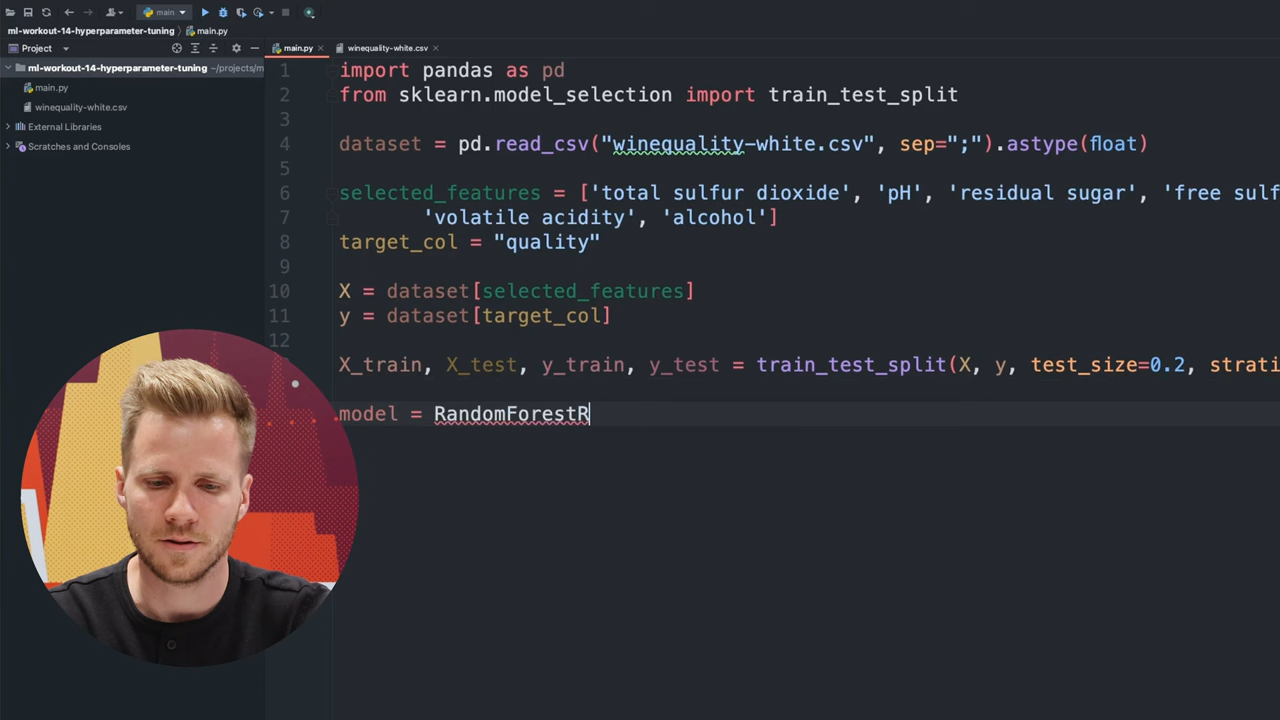 main
ml-workout-14-hyperparameter-tuning main.py
Project
main.py
winequality-white.csv
ml-workout-14-hyperparameter-tuning ~/projects/m
main.py
winequality-white.csv
External Libraries
Scratches and Consoles
1 import pandas as pd
2 from sklearn.model_selection import train_test_split
3
4 dataset = pd.read_csv("winequality-white.csv", sep=";").astype(float)
5
6 selected_features = ['total sulfur dioxide', 'pH', 'residual sugar', 'free sulf
7 'volatile acidity', 'alcohol']
8 target_col = "quality"
9
10 X = dataset[selected_features]
11 y = dataset[target_col]
12
X_train, X_test, y_train, y_test = train_test_split(X, y, test_size=0.2, strati
model = RandomForestR